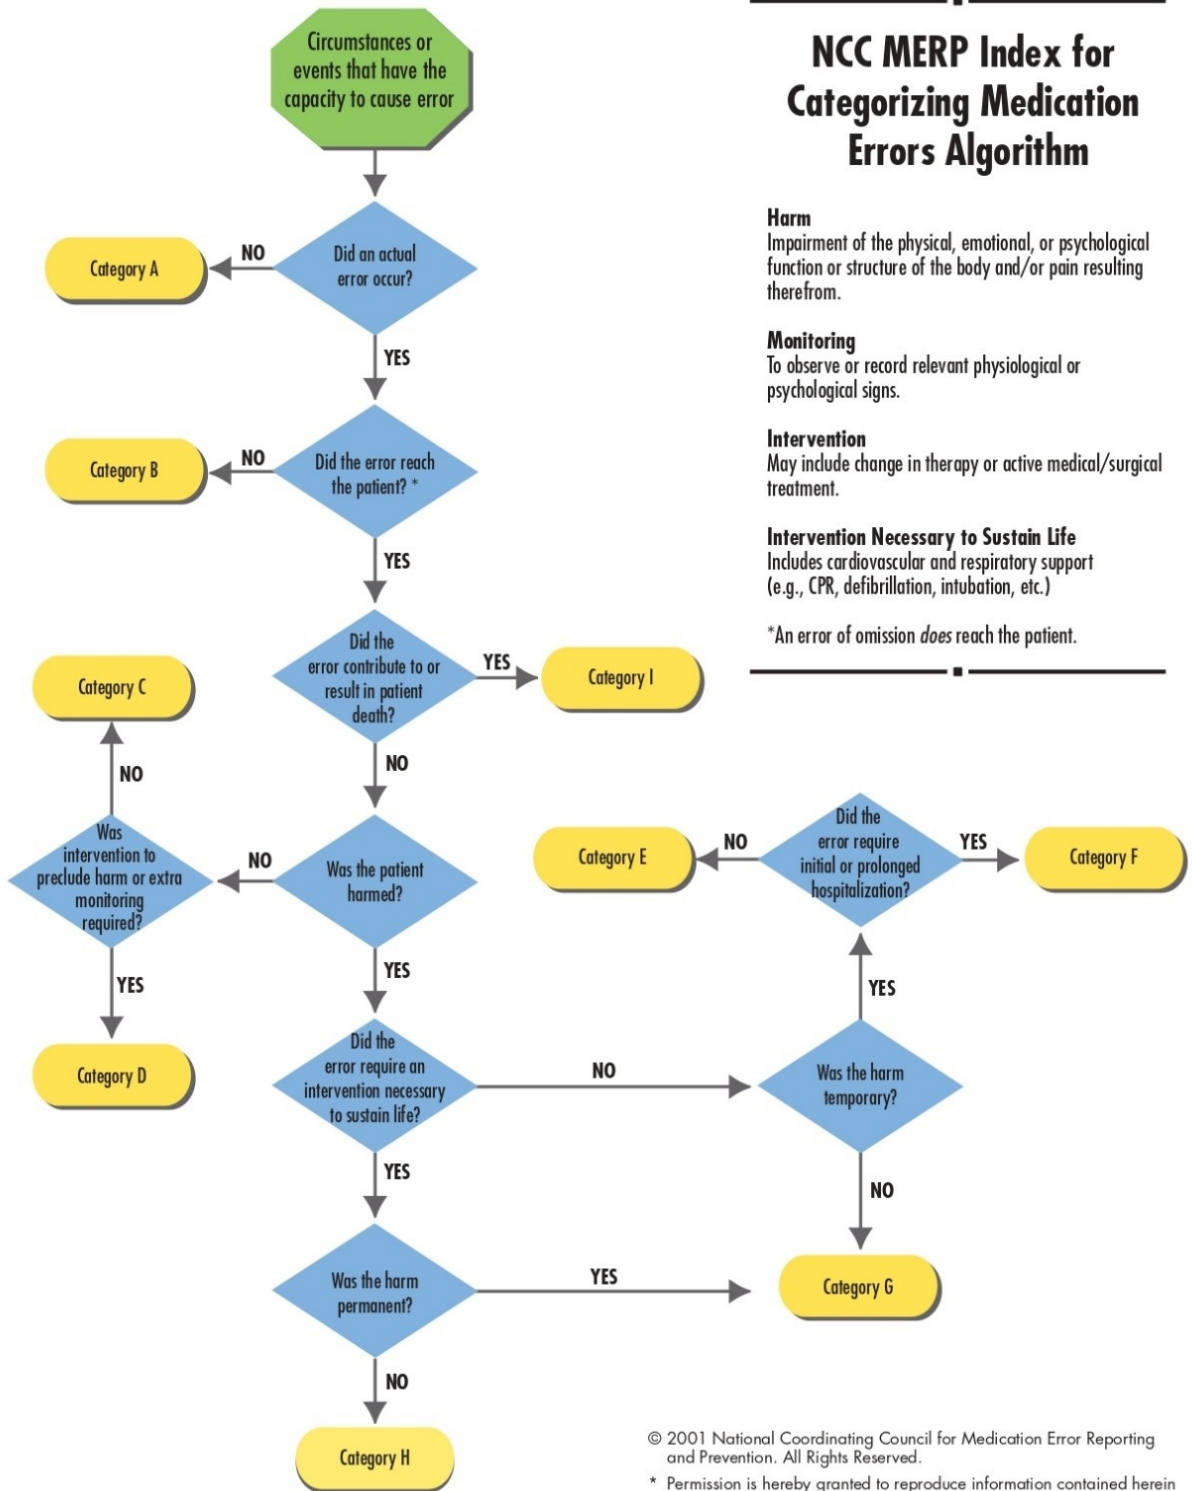 Circumstances or
events that have the
capacity to cause error
NCC MERP Index for
Categorizing Medication
Errors Algorithm
Harm
Impairment of the physical, emotional, or psychological
function or structure of the body and/or pain resulting
therefrom.
Monitoring
To observe or record relevant physiological or
psychological signs.
Intervention
May include change in therapy or active medical/surgical
treatment.
Intervention Necessary to Sustain Life
Includes cardiovascular and respiratory support
(e.g., CPR, defibrillation, intubation, etc.)
*An error of omission does reach the patient.
Did an actual
error occur?
NO
Category A
YES
Did the error reach
the patient? *
NO
Category B
YES
Did the
error contribute to or
result in patient
death?
YES
Category I
NO
Was the patient
harmed?
NO
Was
intervention to
preclude harm or extra
monitoring
required?
NO
Category C
YES
Category D
YES
Did the
error require an
intervention necessary
to sustain life?
NO
Was the harm
temporary?
YES
Did the
error require
initial or prolonged
hospitalization?
NO
Category E
YES
Category F
NO
Category G
YES
Was the harm
permanent?
YES
NO
Category H
© 2001 National Coordinating Council for Medication Error Reporting
and Prevention. All Rights Reserved.
* Permission is hereby granted to reproduce information contained herein